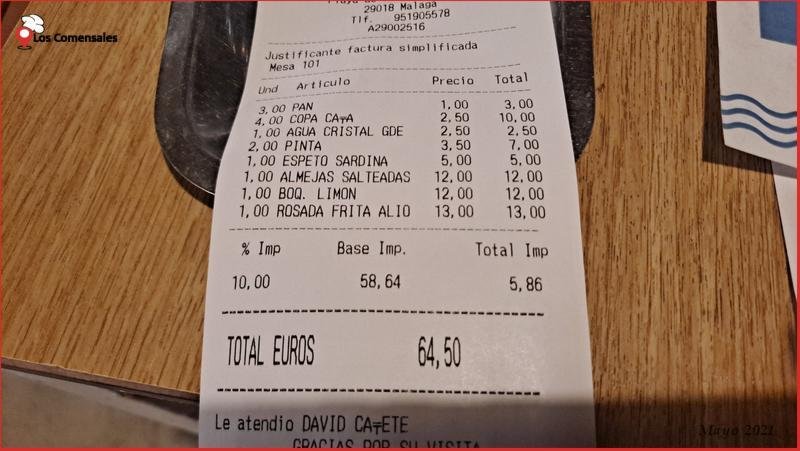 Los Comensales
29018 Malaga
Tlf. 951905578
A29002516
Justificante factura simplificada
Mesa 101
Und Articulo Precio Total
3,00 PAN 1,00 3,00
4,00 COPA CA┬A 2,50 10,00
1,00 AGUA CRISTAL GDE 2,50 2,50
2,00 PINTA 3,50 7,00
1,00 ESPETO SARDINA 5,00 5,00
1,00 ALMEJAS SALTEADAS 12,00 12,00
1,00 BOQ. LIMON 12,00 12,00
1,00 ROSADA FRITA ALIO 13,00 13,00
% Imp Base Imp. Total Imp
10,00 58,64 5,86
TOTAL EUROS 64,50
Le atendio DAVID CA┬ETE
GRACIAS POR SU VISITA
Mayo 2021